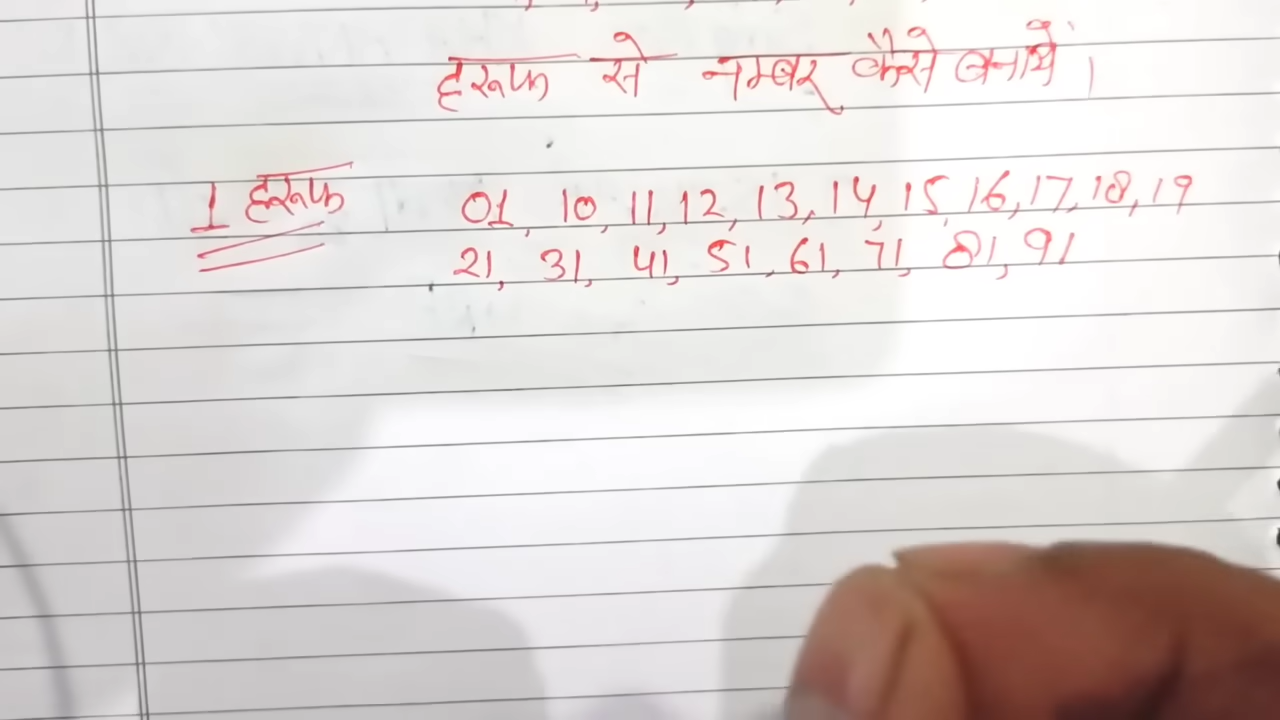 हरूफ से नम्बर कैसे बनायें।
1 हरूफ 01, 10, 11, 12, 13, 14, 15, 16, 17, 18, 19
21, 31, 41, 51, 61, 71, 81, 91